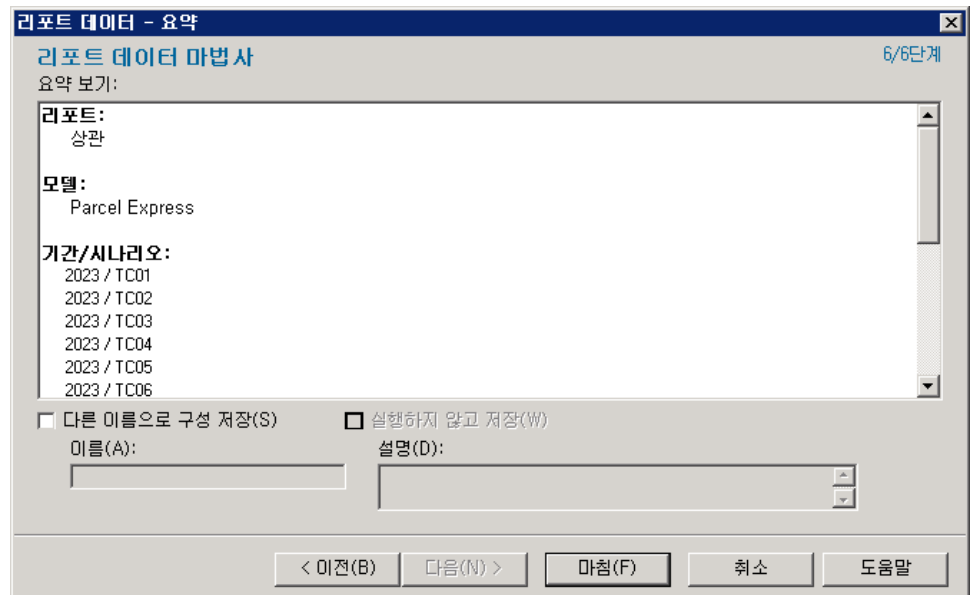 리포트 데이터 - 요약
리포트 데이터 마법사
6/6단계
요약 보기:
리포트:
상관
모델:
Parcel Express
기간/시나리오:
2023 / TC01
2023 / TC02
2023 / TC03
2023 / TC04
2023 / TC05
2023 / TC06
다른 이름으로 구성 저장(S)
실행하지 않고 저장(W)
이름(A):
설명(D):
< 이전(B)
다음(N) >
마침(F)
취소
도움말